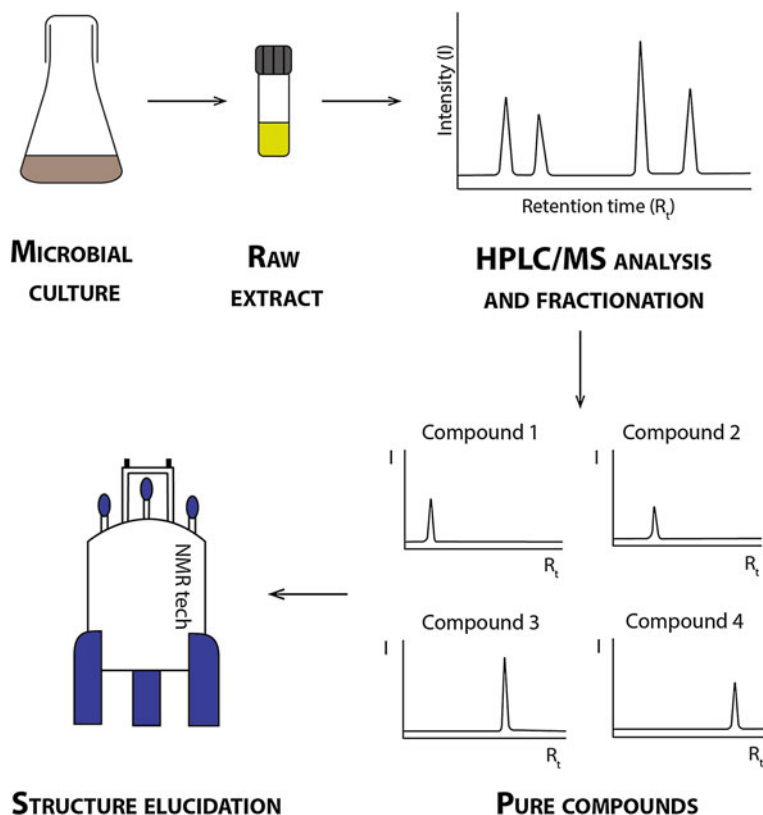 Intensity (I)
Retention time (Rt)
MICROBIAL
CULTURE
RAW
EXTRACT
HPLC/MS ANALYSIS
AND FRACTIONATION
Compound 1
I
Rt
Compound 2
I
Rt
Compound 3
I
Rt
Compound 4
I
Rt
PURE COMPOUNDS
NMR tech
STRUCTURE ELUCIDATION